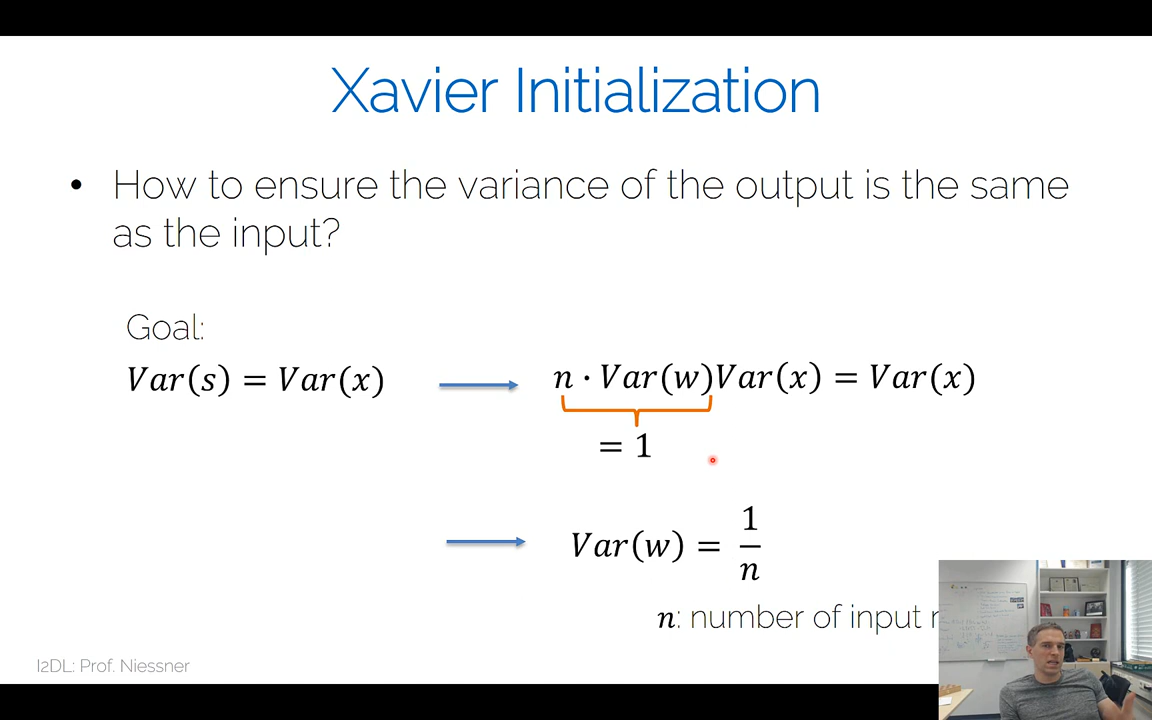 Xavier Initialization
• How to ensure the variance of the output is the same
as the input?
Goal:
Var(s) = Var(x)
n · Var(w)Var(x) = Var(x)
= 1
Var(w) = 1/n
n: number of input
I2DL: Prof. Niessner